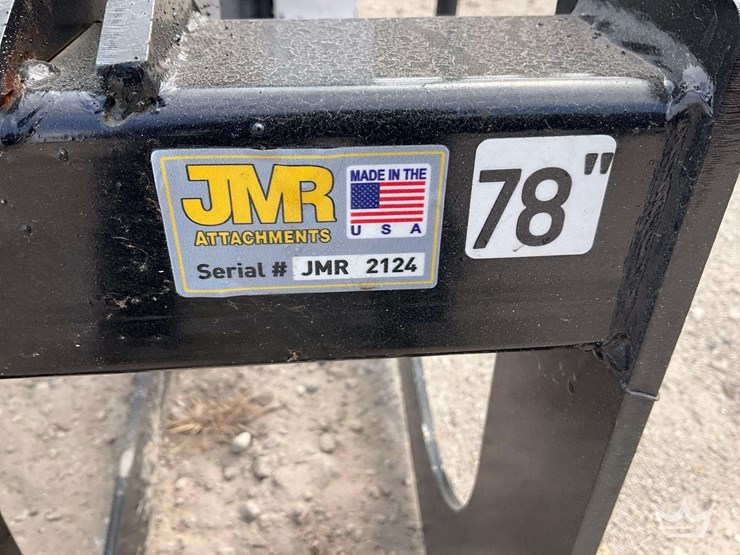 JMR
ATTACHMENTS
MADE IN THE
USA
Serial # JMR 2124
78"